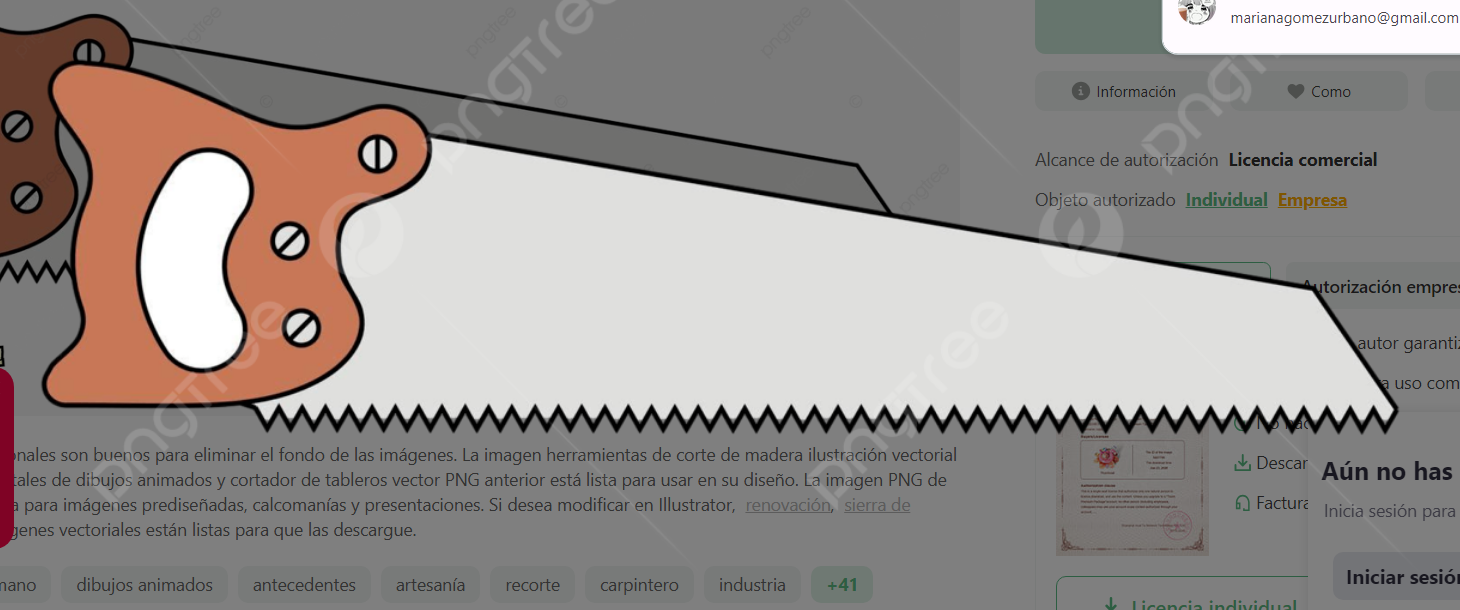 marianagomezurbano@gmail.com
Información
Como
Alcance de autorización Licencia comercial
Objeto autorizado Individual Empresa
Autorización empres
autor garantiz
a uso com
No hac
Descar
Factura
Aún no has
Inicia sesión para
Iniciar sesión
Licencia individual
onales son buenos para eliminar el fondo de las imágenes. La imagen herramientas de corte de madera ilustración vectorial
tales de dibujos animados y cortador de tableros vector PNG anterior está lista para usar en su diseño. La imagen PNG de
a para imágenes prediseñadas, calcomanías y presentaciones. Si desea modificar en Illustrator, renovación, sierra de
genes vectoriales están listas para que las descargue.
mano
dibujos animados
antecedentes
artesanía
recorte
carpintero
industria
+41
pngtree
pngtree
pngtree
pngtree
pngtree